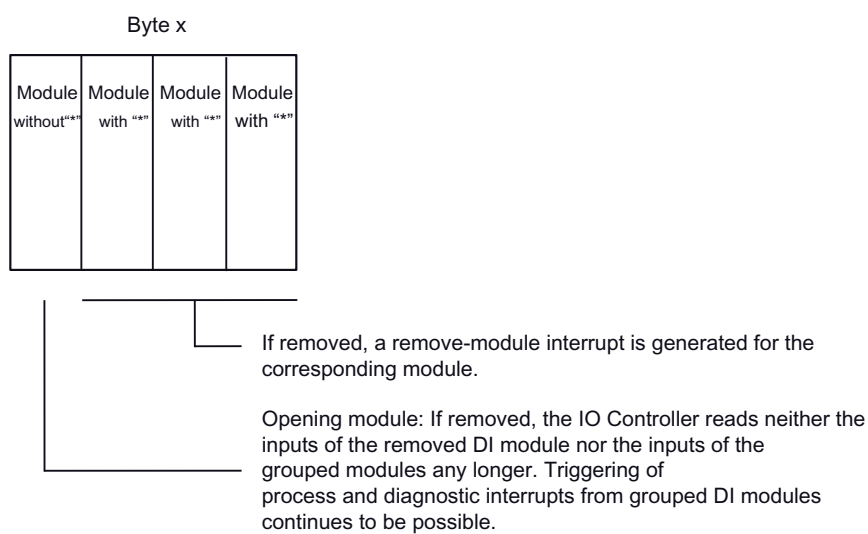 Byte x
Module Module Module Module
without“*” with “*” with “*” with “*”
If removed, a remove-module interrupt is generated for the
corresponding module.
Opening module: If removed, the IO Controller reads neither the
inputs of the removed DI module nor the inputs of the
grouped modules any longer. Triggering of
process and diagnostic interrupts from grouped DI modules
continues to be possible.